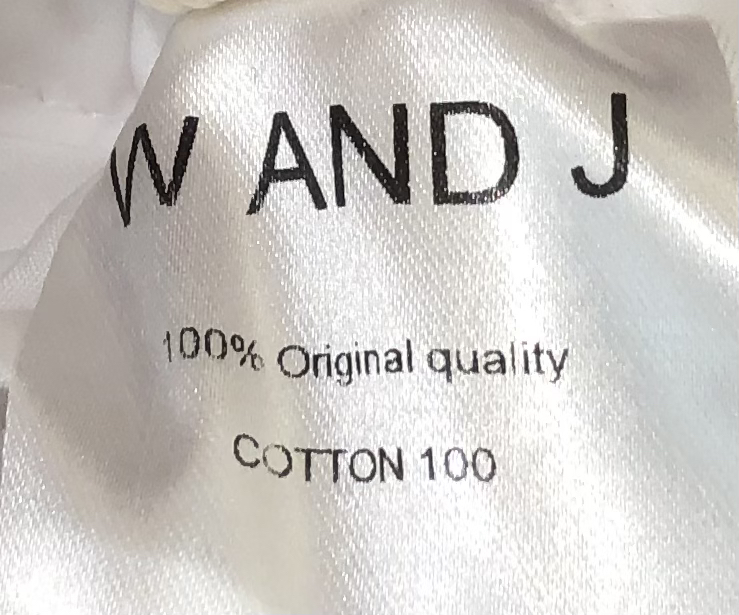 W AND J
100% Original quality
COTTON 100